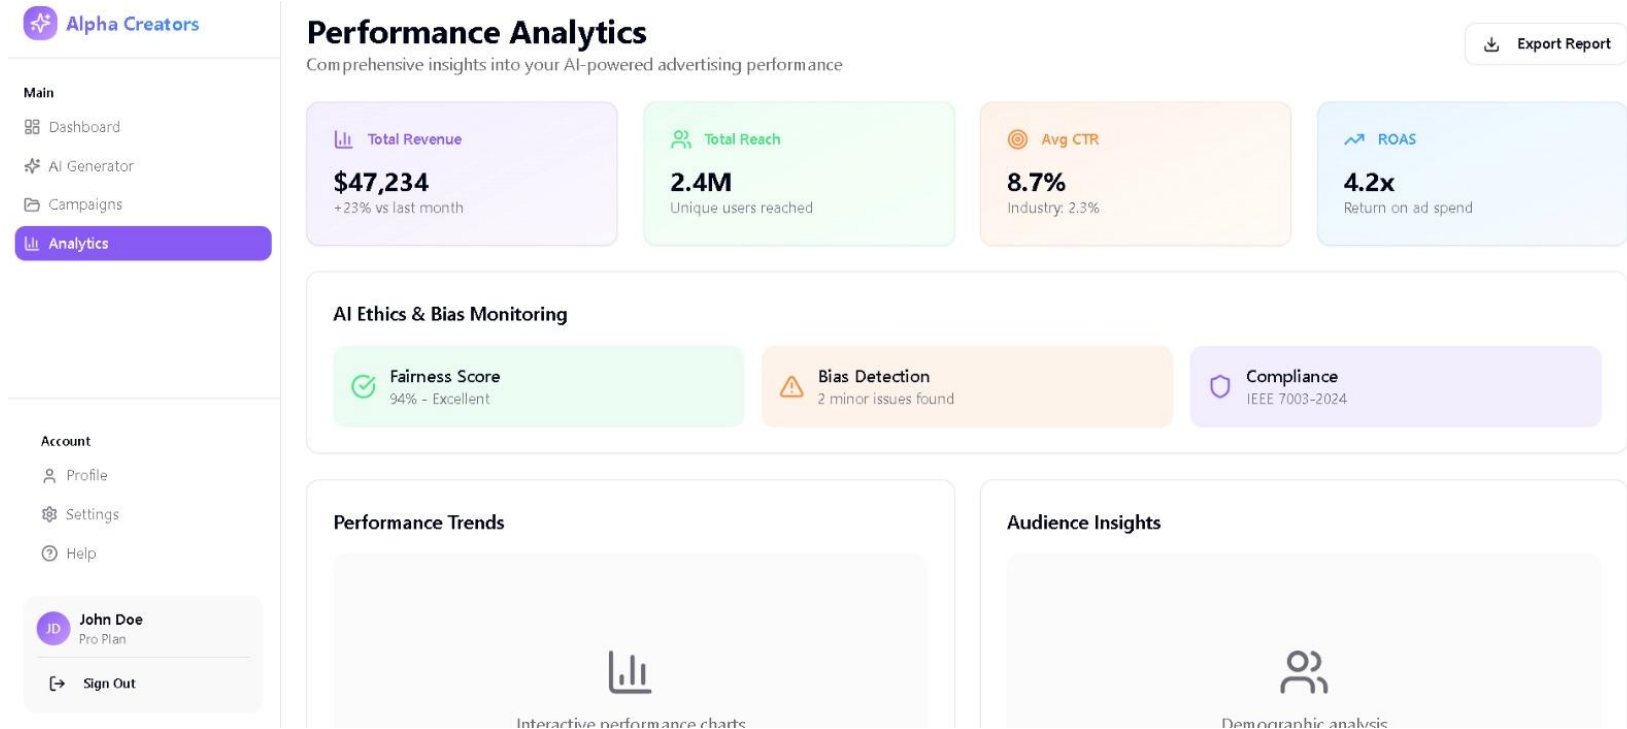 Alpha Creators
Main
Dashboard
AI Generator
Campaigns
Analytics
Account
Profile
Settings
Help
JD
John Doe
Pro Plan
Sign Out
Performance Analytics
Comprehensive insights into your AI-powered advertising performance
Export Report
Total Revenue
$47,234
+23% vs last month
Total Reach
2.4M
Unique users reached
Avg CTR
8.7%
Industry: 2.3%
ROAS
4.2x
Return on ad spend
AI Ethics & Bias Monitoring
Fairness Score
94% - Excellent
Bias Detection
2 minor issues found
Compliance
IEEE 7003-2024
Performance Trends
Interactive performance charts
Audience Insights
Demographic analysis